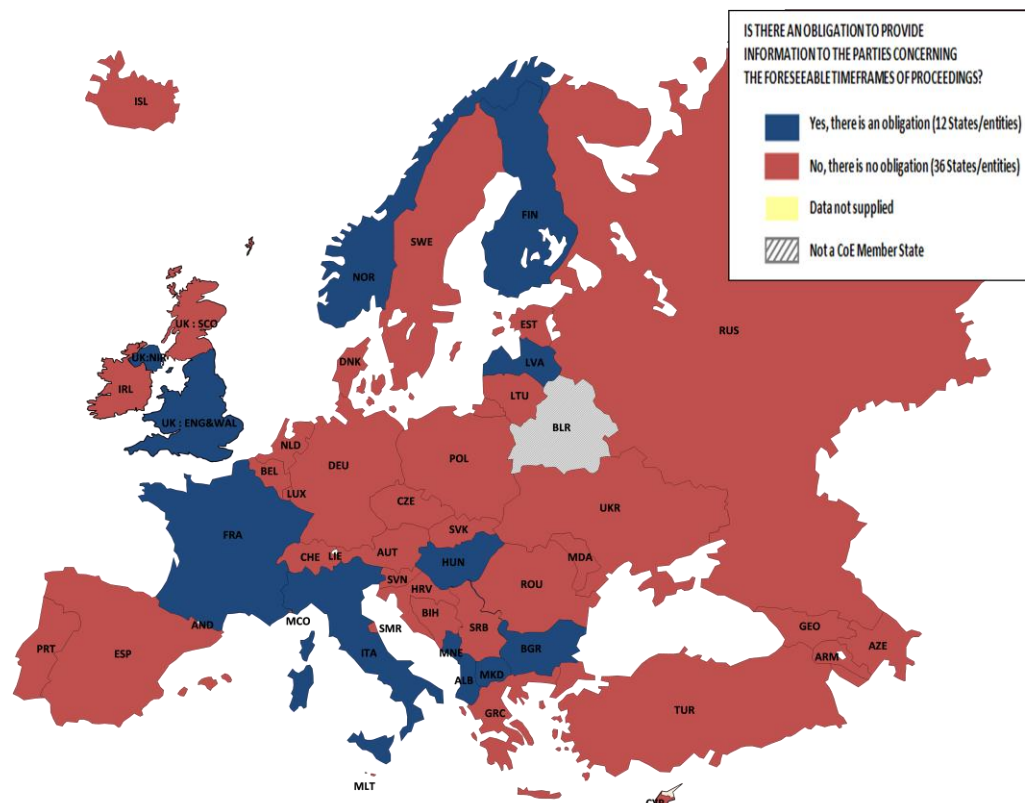 IS THERE AN OBLIGATION TO PROVIDE
INFORMATION TO THE PARTIES CONCERNING
THE FORESEEABLE TIMEFRAMES OF PROCEEDINGS?
Yes, there is an obligation (12 States/entities)
No, there is no obligation (36 States/entities)
Data not supplied
Not a CoE Member State
ISL
FIN
SWE
NOR
UK : SCO
EST
RUS
UK:NIR
DNK
LVA
IRL
LTU
UK : ENG&WAL
BLR
NLD
POL
BEL
DEU
LUX
CZE
UKR
FRA
SVK
CHE
LIE
AUT
HUN
MDA
SVN
ROU
HRV
BIH
AND
MCO
SMR
SRB
GEO
PRT
ESP
ITA
MNE
BGR
AZE
ARM
ALB
MKD
GRC
TUR
MLT
CYP